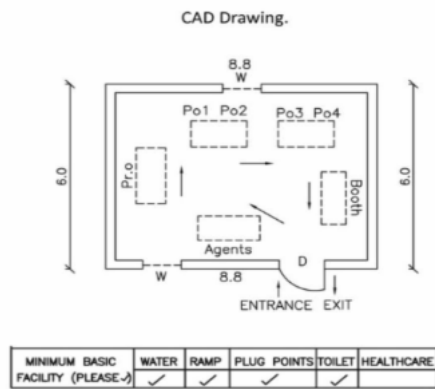 CAD Drawing.
8.8
W
Po1 Po2
Po3 Po4
6.0
Pr.o
Booth
6.0
Agents
D
W
8.8
ENTRANCE EXIT
MINIMUM BASIC FACILITY (PLEASE ✓) WATER RAMP PLUG POINTS TOILET HEALTHCARE
✓ ✓ ✓ ✓